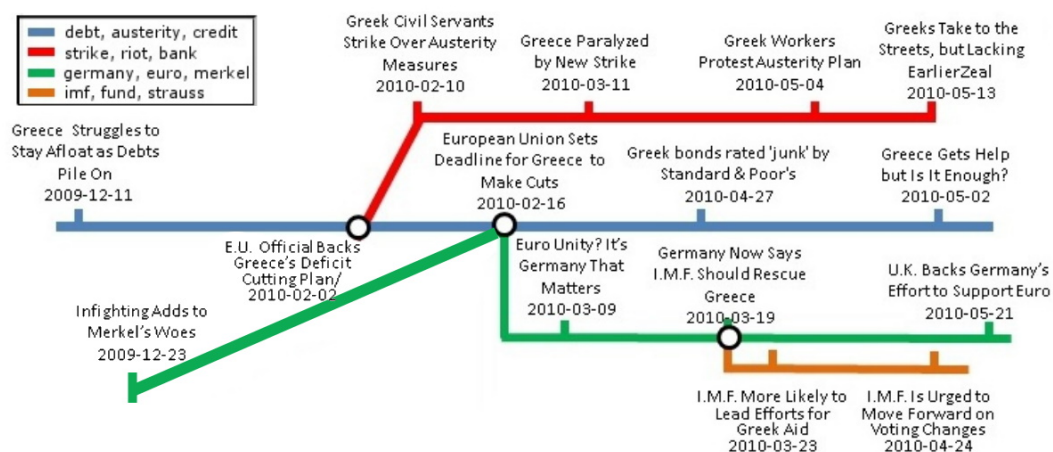 debt, austerity, credit
strike, riot, bank
germany, euro, merkel
imf, fund, strauss
Greek Civil Servants
Strike Over Austerity
Measures
2010-02-10
Greece Paralyzed
by New Strike
2010-03-11
Greek Workers
Protest Austerity Plan
2010-05-04
Greeks Take to the
Streets, but Lacking
EarlierZeal
2010-05-13
Greece Struggles to
Stay Afloat as Debts
Pile On
2009-12-11
European Union Sets
Deadline for Greece to
Make Cuts
2010-02-16
Greek bonds rated 'junk' by
Standard & Poor's
2010-04-27
Greece Gets Help
but Is It Enough?
2010-05-02
E.U. Official Backs
Greece's Deficit
Cutting Plan/
2010-02-02
Euro Unity? It's
Germany That
Matters
2010-03-09
Germany Now Says
I.M.F. Should Rescue
Greece
2010-03-19
U.K. Backs Germany's
Effort to Support Euro
2010-05-21
Infighting Adds to
Merkel's Woes
2009-12-23
I.M.F. More Likely to
Lead Efforts for
Greek Aid
2010-03-23
I.M.F. Is Urged to
Move Forward on
Voting Changes
2010-04-24